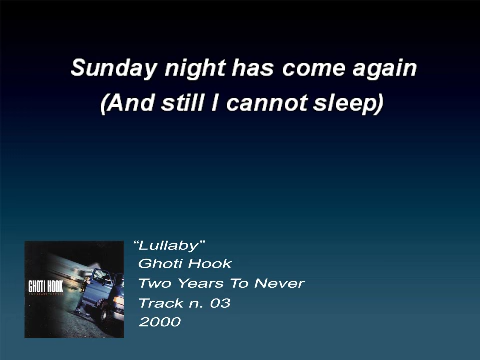 Sunday night has come again
(And still I cannot sleep)
"Lullaby"
Ghoti Hook
Two Years To Never
Track n. 03
2000
GHOTI HOOK